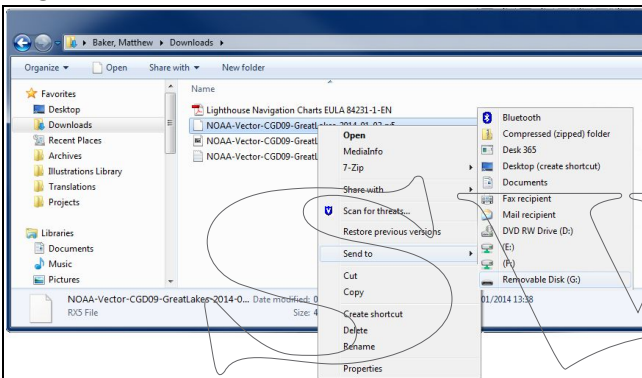 Baker, Matthew ▸ Downloads ▸
Organize ▾ Open Share with ▾ New folder
Favorites
Desktop
Downloads
Recent Places
Archives
Illustrations Library
Translations
Projects
Libraries
Documents
Music
Pictures
Name
Lighthouse Navigation Charts EULA 84231-1-EN
NOAA-Vector-CGD09-GreatLakes-2014-01-03.rx5
NOAA-Vector-CGD09-GreatL
NOAA-Vector-CGD09-GreatL
Open
MediaInfo
7-Zip
Share with
Scan for threats...
Restore previous versions
Send to
Cut
Copy
Create shortcut
Delete
Rename
Properties
Bluetooth
Compressed (zipped) folder
Desk 365
Desktop (create shortcut)
Documents
Fax recipient
Mail recipient
DVD RW Drive (D:)
(E:)
(F:)
Removable Disk (G:)
NOAA-Vector-CGD09-GreatLakes-2014-0... Date modified: 0
01/2014 13:38
RX5 File Size: 4